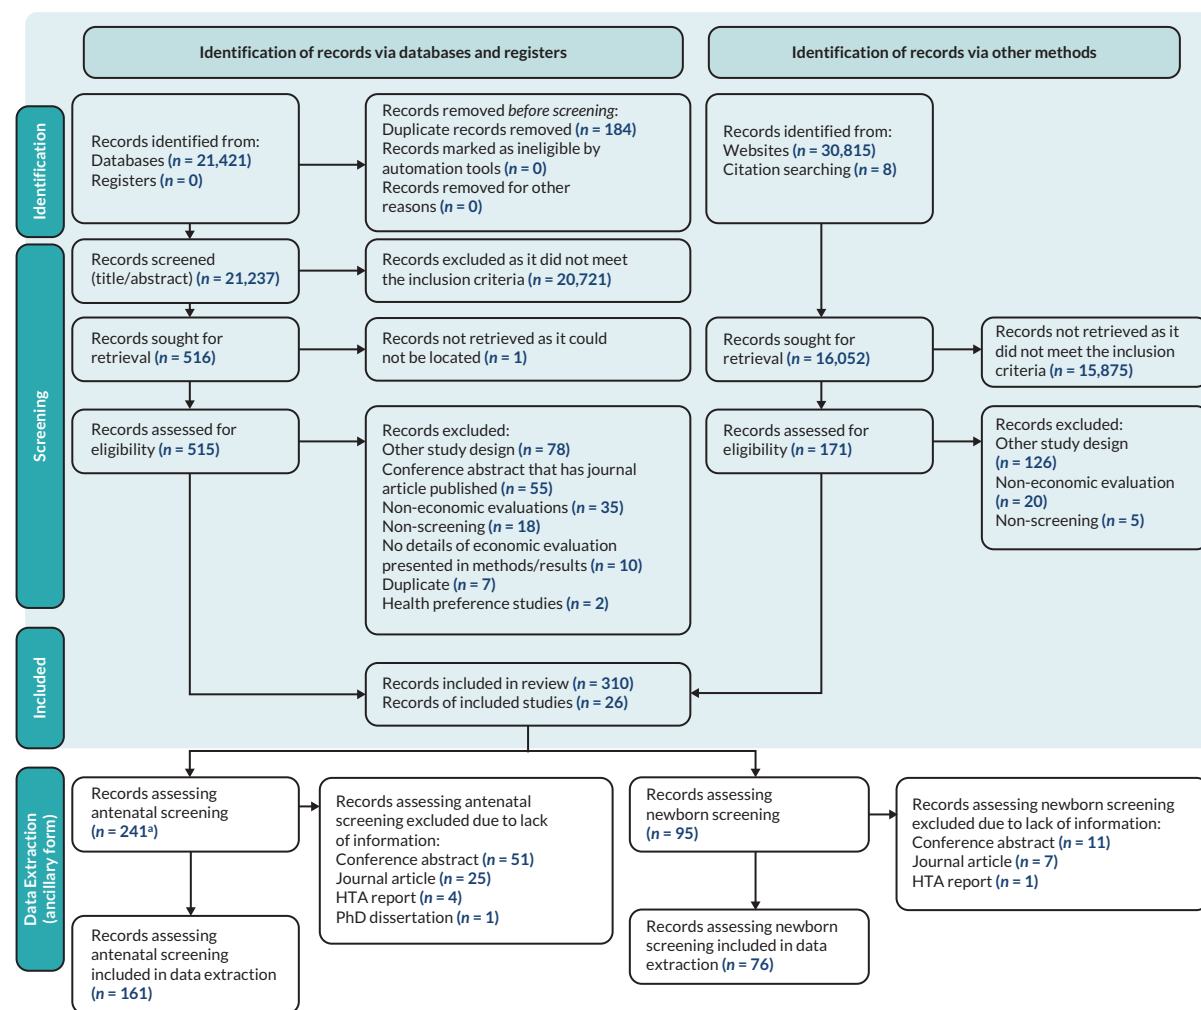 Identification of records via databases and registers
Identification of records via other methods
Identification
Records identified from:
Databases (n = 21,421)
Registers (n = 0)
Records removed before screening:
Duplicate records removed (n = 184)
Records marked as ineligible by
automation tools (n = 0)
Records removed for other
reasons (n = 0)
Records identified from:
Websites (n = 30,815)
Citation searching (n = 8)
Screening
Records screened
(title/abstract) (n = 21,237)
Records excluded as it did not meet
the inclusion criteria (n = 20,721)
Records sought for
retrieval (n = 516)
Records not retrieved as it could
not be located (n = 1)
Records sought for
retrieval (n = 16,052)
Records not retrieved as it
did not meet the inclusion
criteria (n = 15,875)
Records assessed for
eligibility (n = 515)
Records excluded:
Other study design (n = 78)
Conference abstract that has journal
article published (n = 55)
Non-economic evaluations (n = 35)
Non-screening (n = 18)
No details of economic evaluation
presented in methods/results (n = 10)
Duplicate (n = 7)
Health preference studies (n = 2)
Records assessed for
eligibility (n = 171)
Records excluded:
Other study design
(n = 126)
Non-economic evaluation
(n = 20)
Non-screening (n = 5)
Included
Records included in review (n = 310)
Records of included studies (n = 26)
Data Extraction
(ancillary form)
Records assessing
antenatal screening
(n = 241ᵃ)
Records assessing antenatal
screening excluded due to lack
of information:
Conference abstract (n = 51)
Journal article (n = 25)
HTA report (n = 4)
PhD dissertation (n = 1)
Records assessing
newborn screening
(n = 95)
Records assessing newborn screening
excluded due to lack of information:
Conference abstract (n = 11)
Journal article (n = 7)
HTA report (n = 1)
Records assessing
antenatal screening
included in data extraction
(n = 161)
Records assessing newborn
screening included in data
extraction (n = 76)